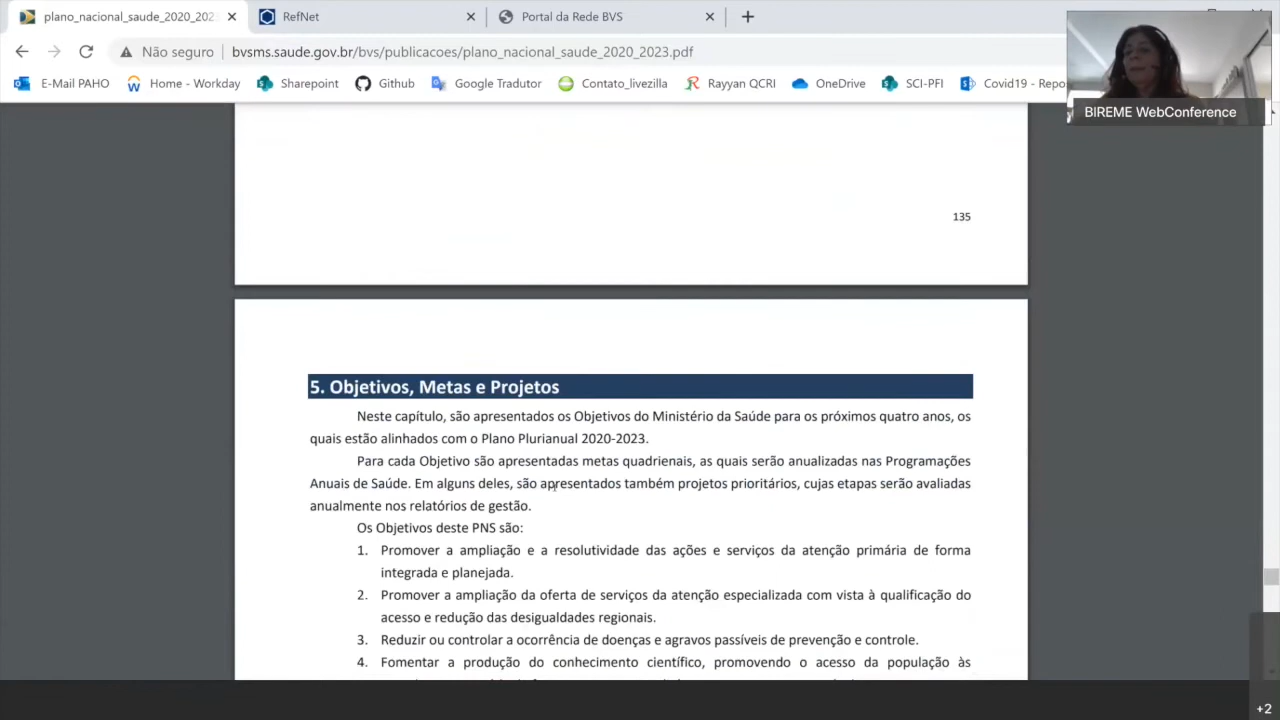 plano_nacional_saude_2020_202
RefNet
Portal da Rede BVS
Não seguro
bvsms.saude.gov.br/bvs/publicacoes/plano_nacional_saude_2020_2023.pdf
E-Mail PAHO
Home - Workday
Sharepoint
Github
Google Tradutor
Contato_livezilla
Rayyan QCRI
OneDrive
SCI-PFI
Covid19 - Repo
BIREME WebConference
135
5. Objetivos, Metas e Projetos
Neste capítulo, são apresentados os Objetivos do Ministério da Saúde para os próximos quatro anos, os
quais estão alinhados com o Plano Plurianual 2020-2023.
Para cada Objetivo são apresentadas metas quadrienais, as quais serão anualizadas nas Programações
Anuais de Saúde. Em alguns deles, são apresentados também projetos prioritários, cujas etapas serão avaliadas
anualmente nos relatórios de gestão.
Os Objetivos deste PNS são:
1. Promover a ampliação e a resolutividade das ações e serviços da atenção primária de forma
integrada e planejada.
2. Promover a ampliação da oferta de serviços da atenção especializada com vista à qualificação do
acesso e redução das desigualdades regionais.
3. Reduzir ou controlar a ocorrência de doenças e agravos passíveis de prevenção e controle.
4. Fomentar a produção do conhecimento científico, promovendo o acesso da população às
+2